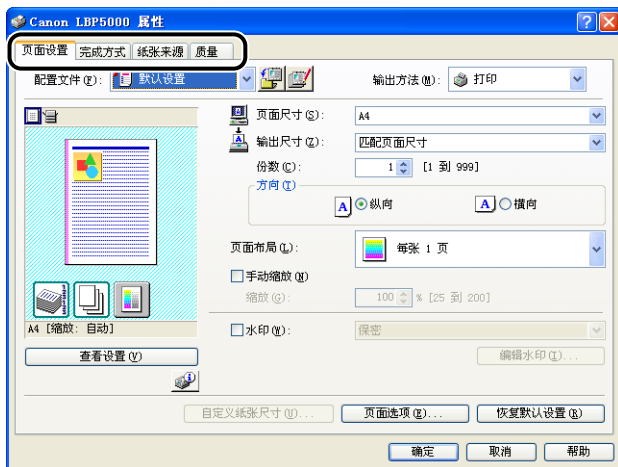 Canon LBP5000 属性
页面设置 完成方式 纸张来源 质量
配置文件(F): 默认设置 输出方法(M): 打印
页面尺寸(S): A4
输出尺寸(Z): 匹配页面尺寸
份数(C): 1 [1 到 999]
方向(T)
A 纵向 A 横向
页面布局(L): 每张 1 页
手动缩放(N)
缩放(G): 100 % [25 到 200]
A4 [缩放: 自动]
水印(W): 保密
查看设置(V) 编辑水印(I)...
自定义纸张尺寸(U)... 页面选项(E)... 恢复默认设置(R)
确定 取消 帮助